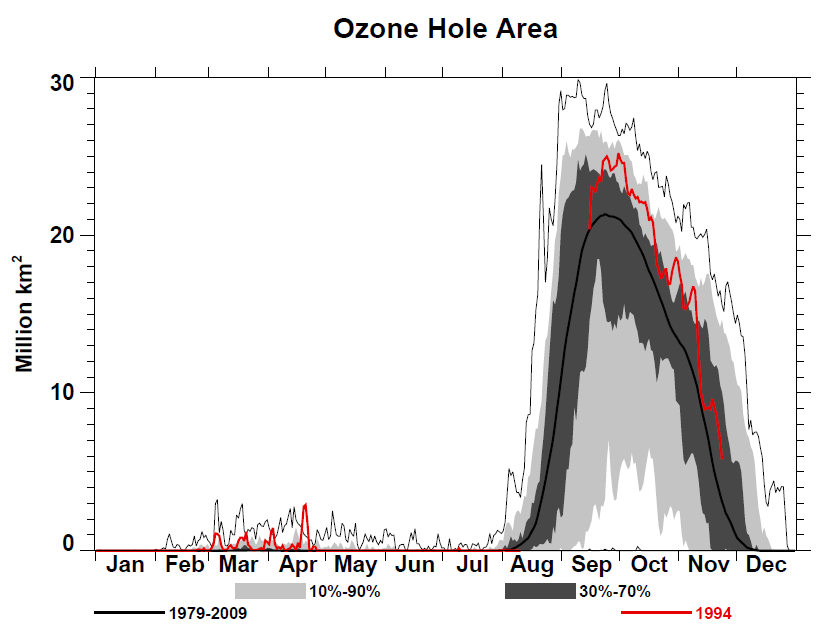 Ozone Hole Area
Million km²
30
20
10
0
Jan Feb Mar Apr May Jun Jul Aug Sep Oct Nov Dec
10%-90% 30%-70%
1979-2009 1994